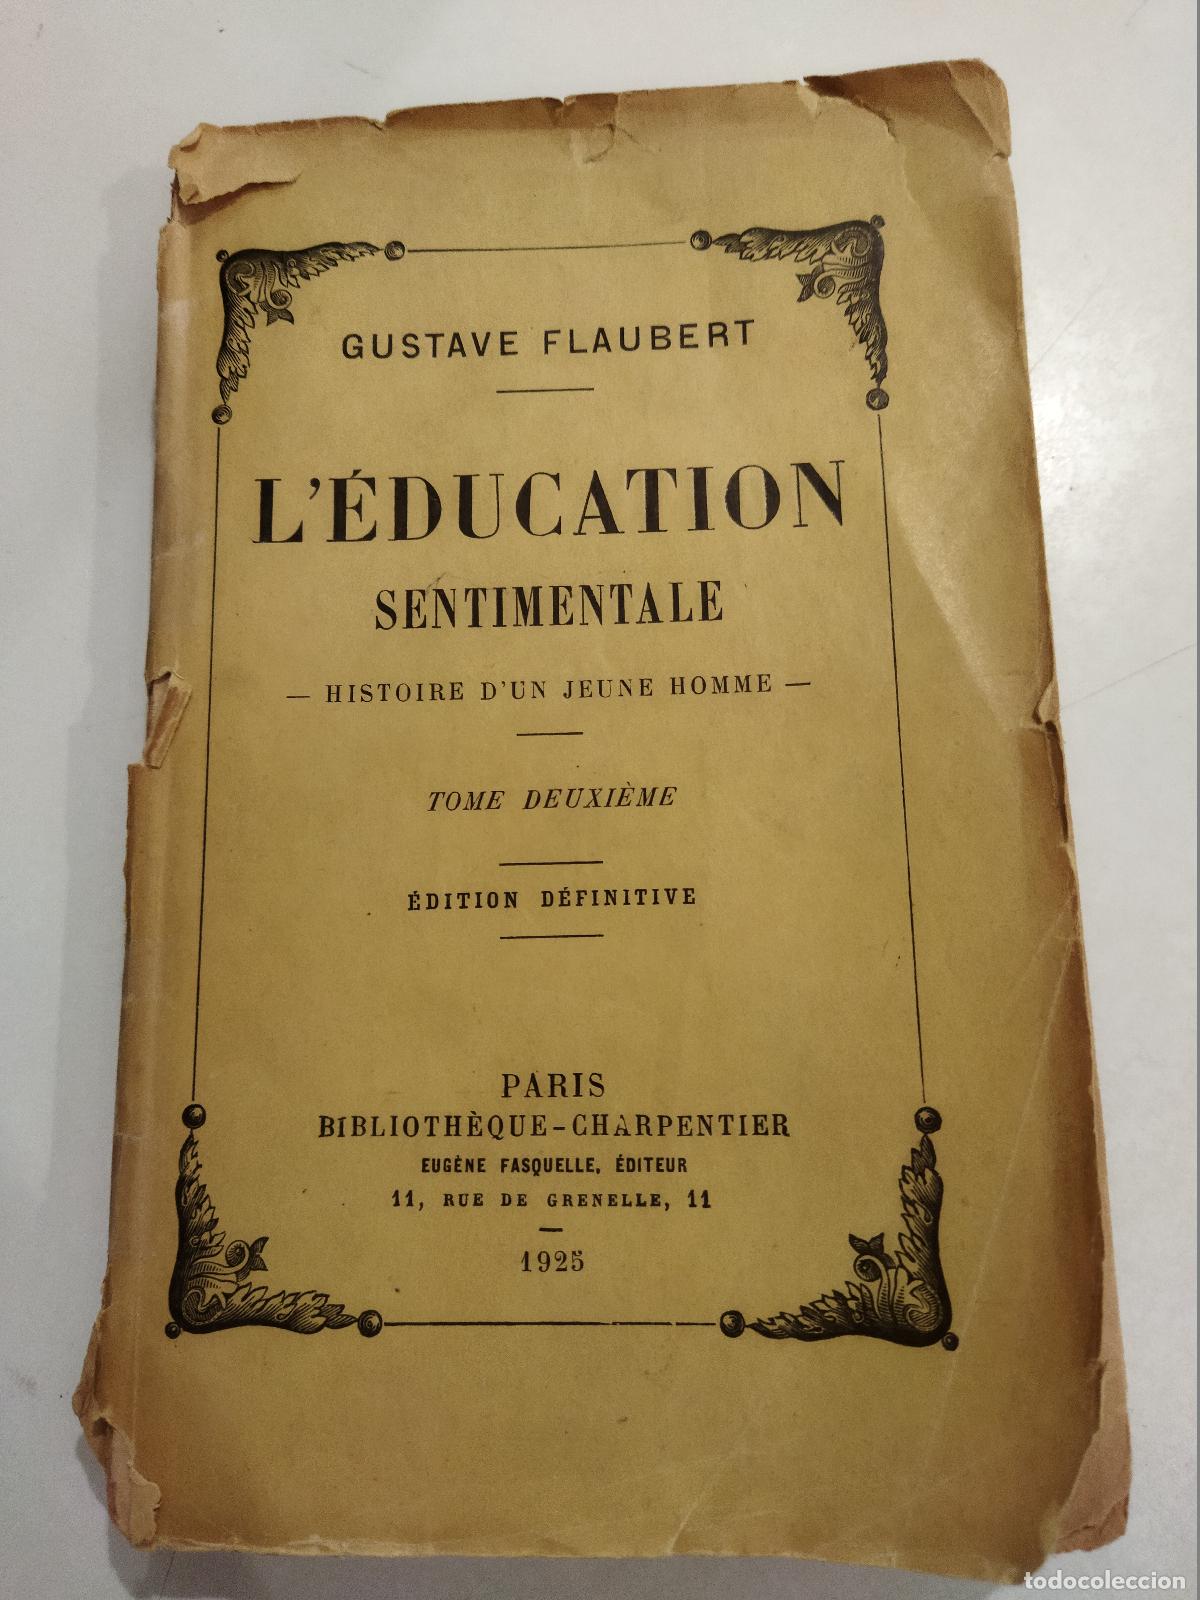 GUSTAVE FLAUBERT
L'ÉDUCATION
SENTIMENTALE
— HISTOIRE D'UN JEUNE HOMME —
TOME DEUXIÈME
ÉDITION DÉFINITIVE
PARIS
BIBLIOTHÈQUE-CHARPENTIER
EUGÈNE FASQUELLE, ÉDITEUR
11, RUE DE GRENELLE, 11
1925
todocoleccion